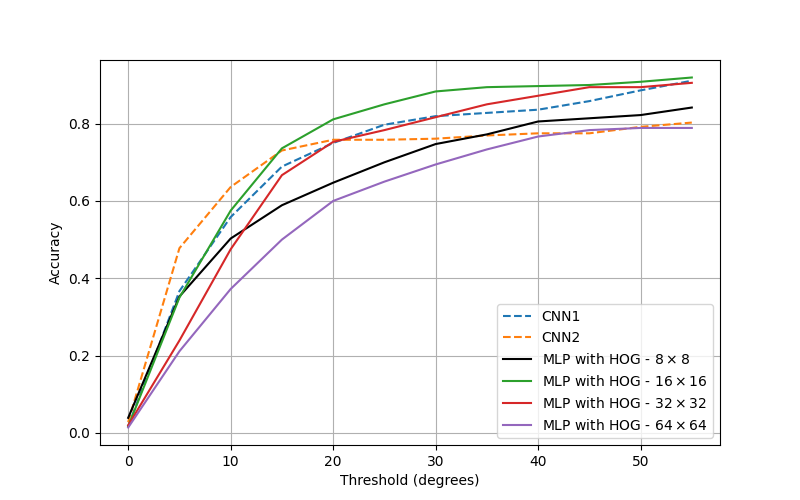 0.8
0.6
0.4
0.2
0.0
Accuracy
0
10
20
30
40
50
Threshold (degrees)
CNN1
CNN2
MLP with HOG - 8 × 8
MLP with HOG - 16 × 16
MLP with HOG - 32 × 32
MLP with HOG - 64 × 64